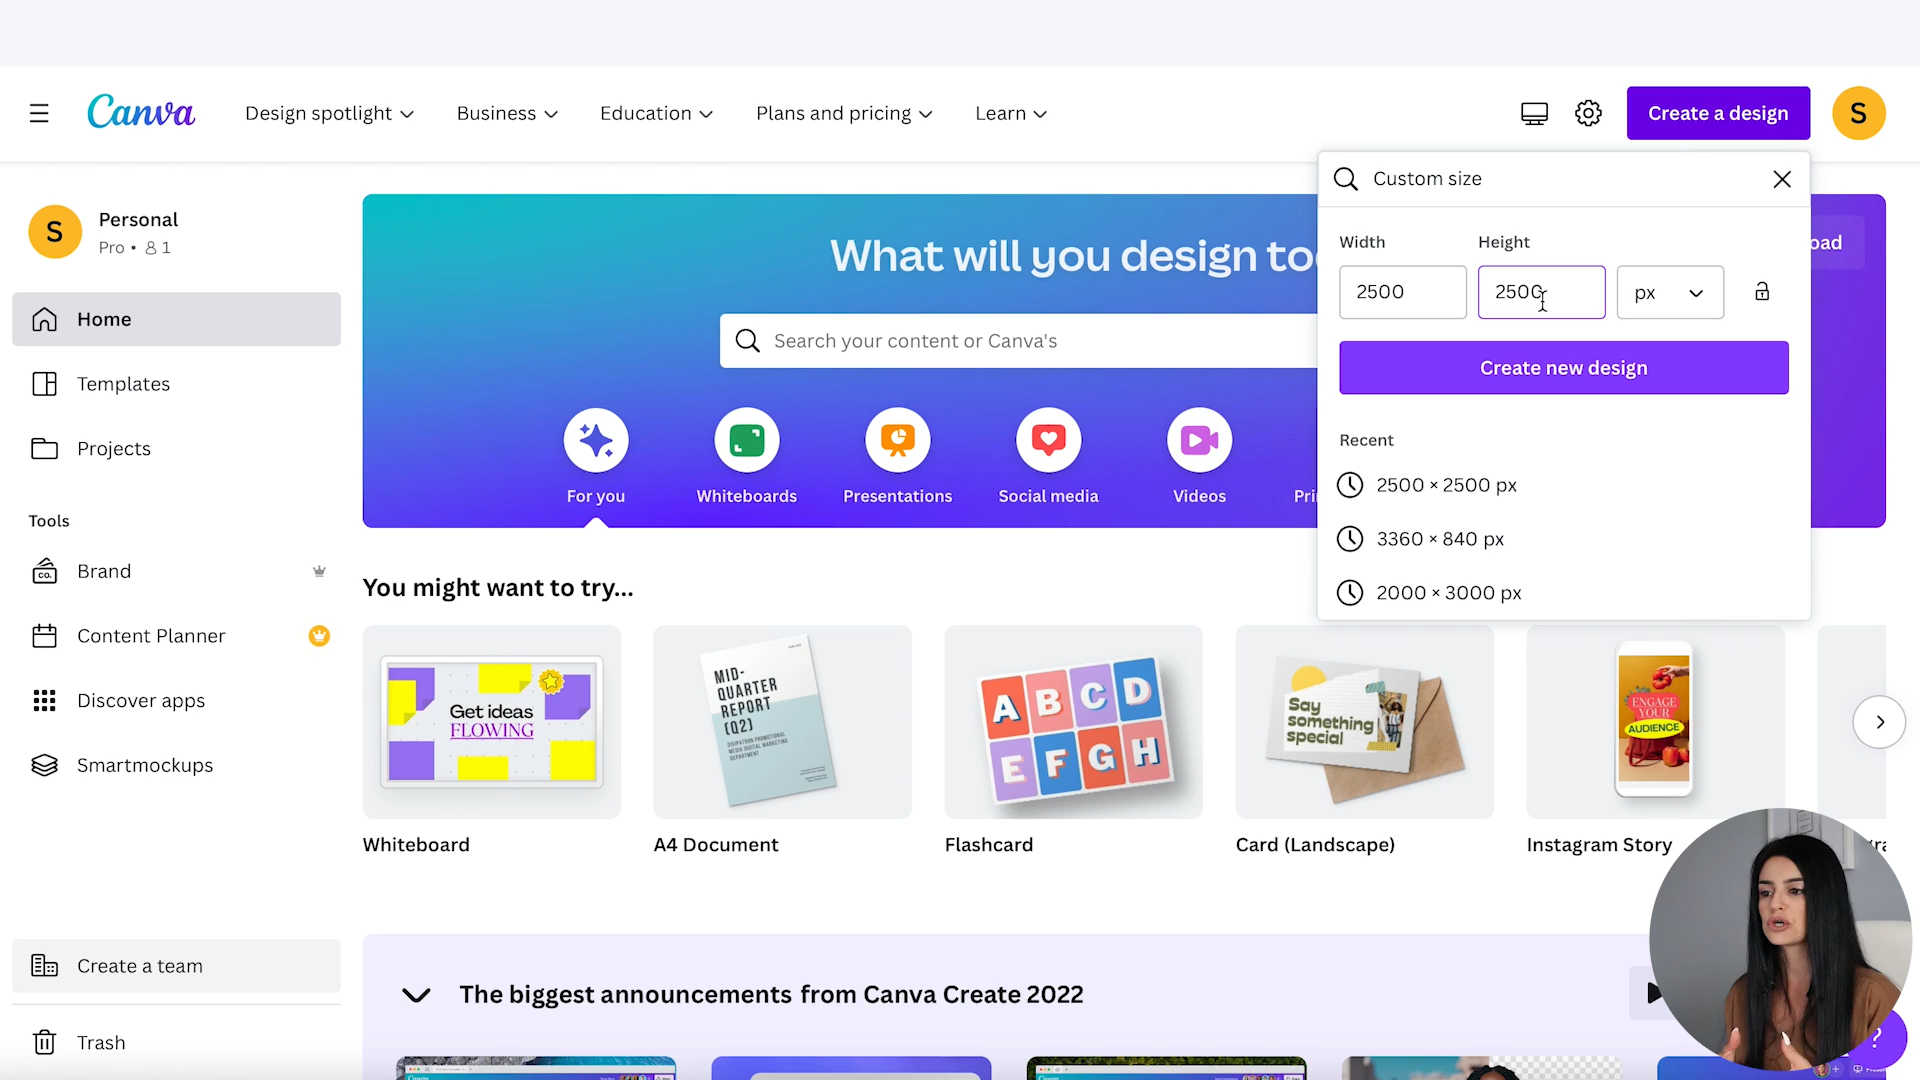 Canva
Design spotlight
Business
Education
Plans and pricing
Learn
Create a design
S
S
Personal
Pro • 1
Home
Templates
Projects
Tools
Brand
Content Planner
Discover apps
Smartmockups
Create a team
Trash
What will you design to
Search your content or Canva's
For you
Whiteboards
Presentations
Social media
Videos
Pri
oad
Custom size
Width
Height
2500
2500
px
Create new design
Recent
2500 × 2500 px
3360 × 840 px
2000 × 3000 px
You might want to try...
Get ideas
FLOWING
MID-
QUARTER
REPORT
(Q2)
A B C D
E F G H
Say
something
special
ENGAGE
YOUR
AUDIENCE
Whiteboard
A4 Document
Flashcard
Card (Landscape)
Instagram Story
The biggest announcements from Canva Create 2022
?